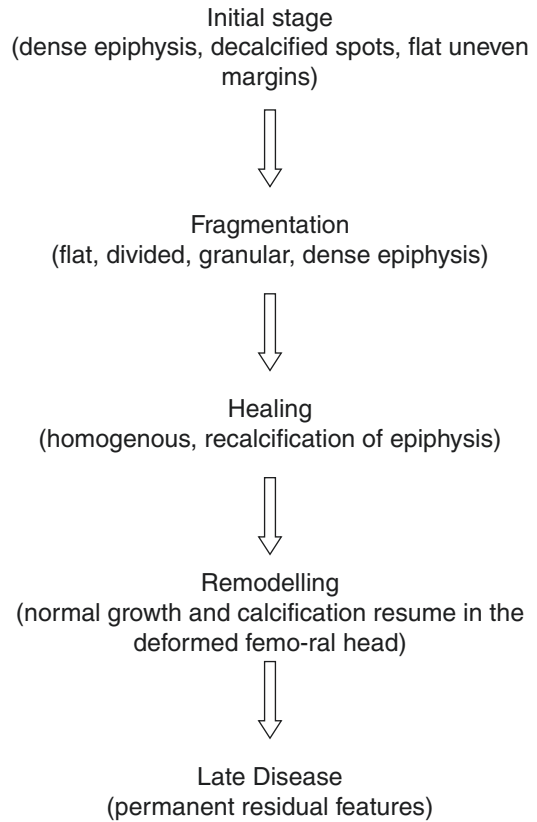 Initial stage
(dense epiphysis, decalcified spots, flat uneven
margins)
Fragmentation
(flat, divided, granular, dense epiphysis)
Healing
(homogenous, recalcification of epiphysis)
Remodelling
(normal growth and calcification resume in the
deformed femo-ral head)
Late Disease
(permanent residual features)